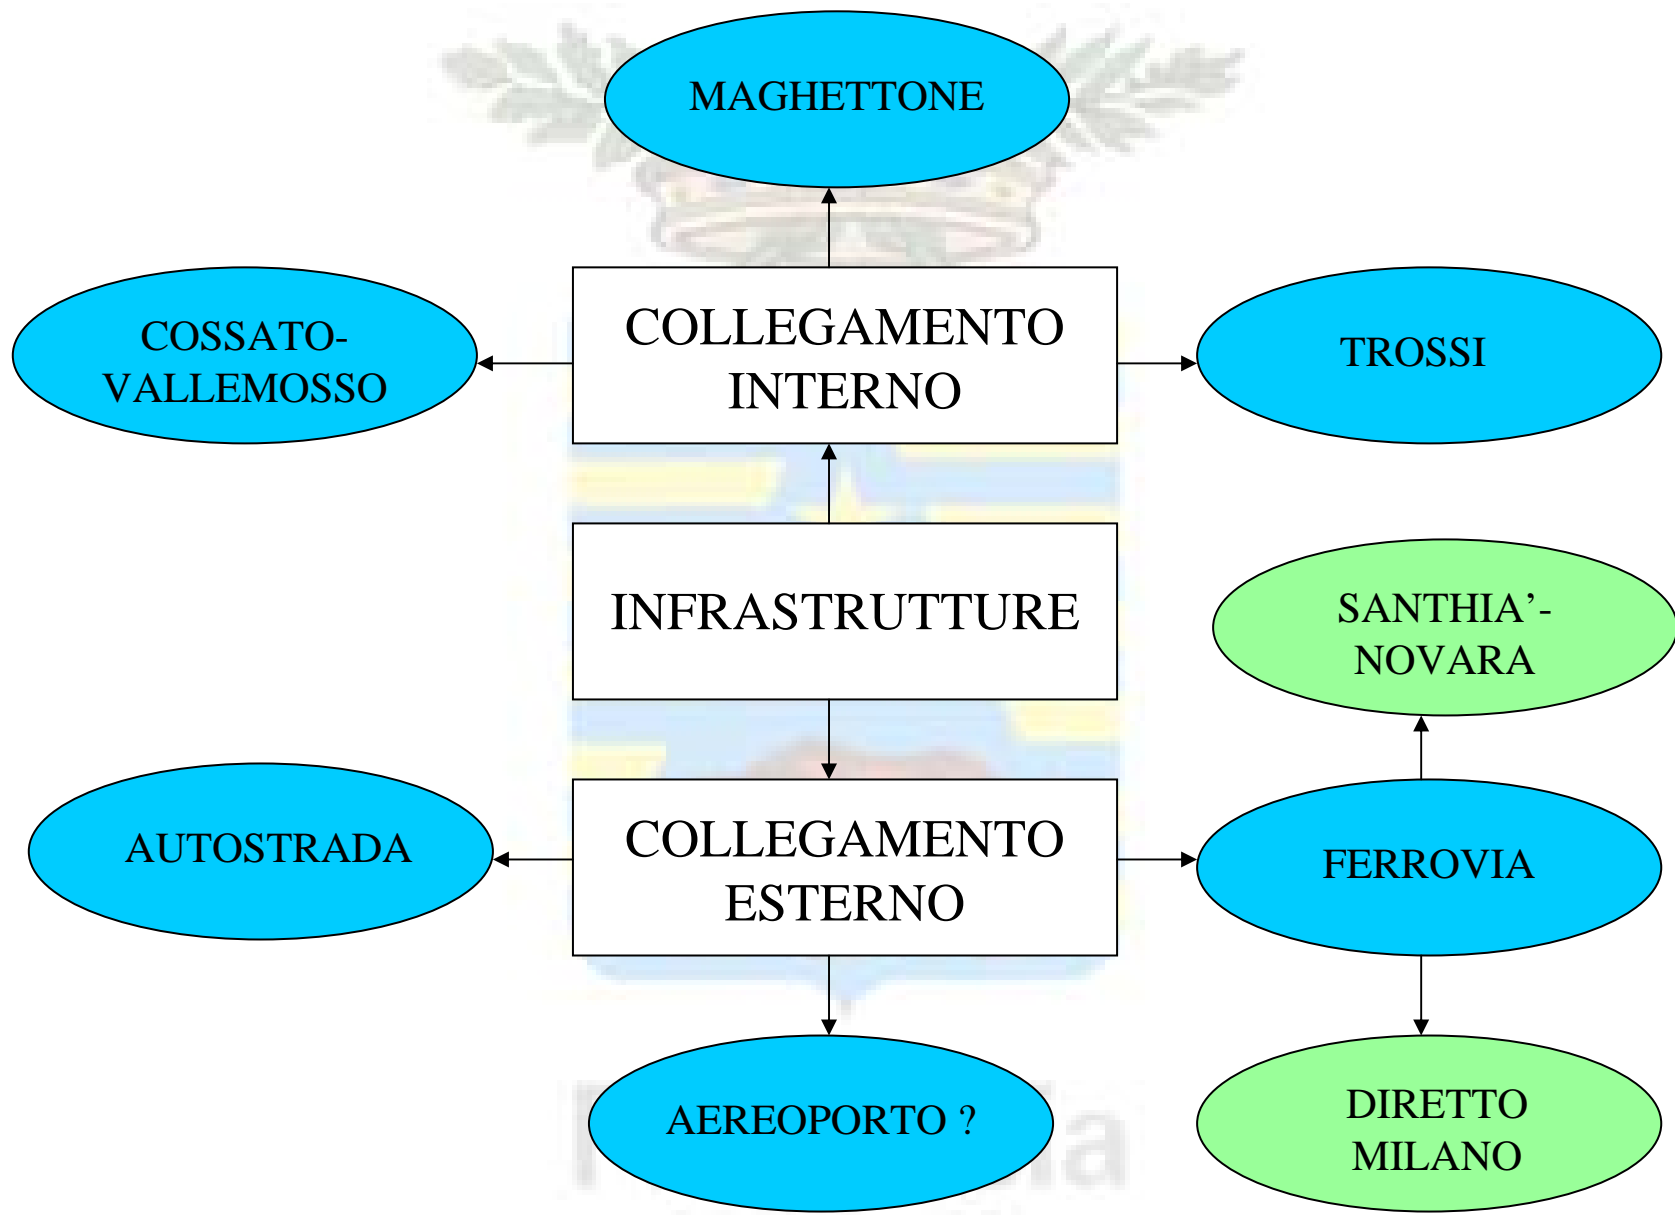 MAGHETTONE
COSSATO-
VALLEMOSSO
COLLEGAMENTO
INTERNO
TROSSI
INFRASTRUTTURE
SANTHIA’-
NOVARA
AUTOSTRADA
COLLEGAMENTO
ESTERNO
FERROVIA
AEREOPORTO ?
DIRETTO
MILANO